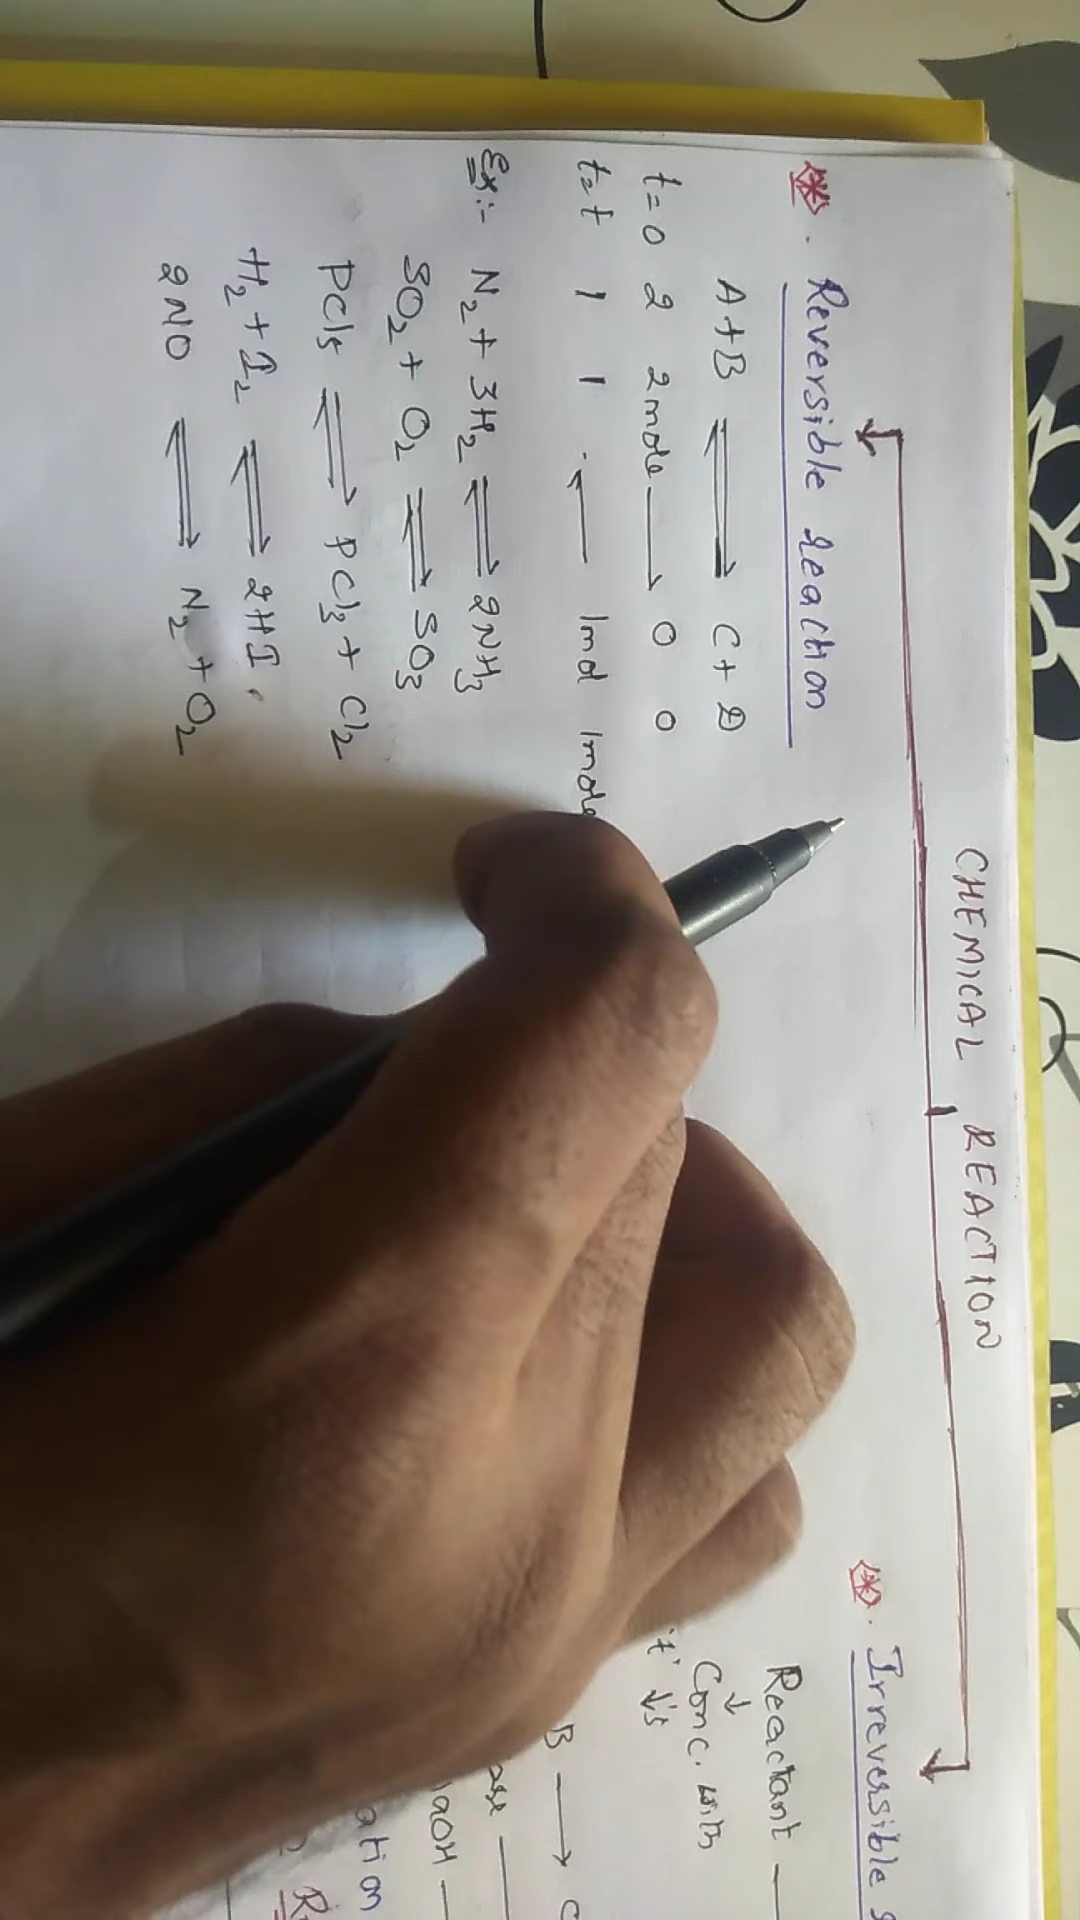 CHEMICAL REACTION
Reversible reaction
A+B ⇌ C+D
t=0 2 2mole → 0 0
t=t 1 1 ← 1mol 1mole
Ex:- N₂ + 3H₂ ⇌ 2NH₃
SO₂ + O₂ ⇌ SO₃
PCl₅ ⇌ PCl₃ + Cl₂
H₂ + I₂ ⇌ 2HI
2NO ⇌ N₂ + O₂
Irreversible
Reactant
↓
Conc. with
't' ↓'s
B → C